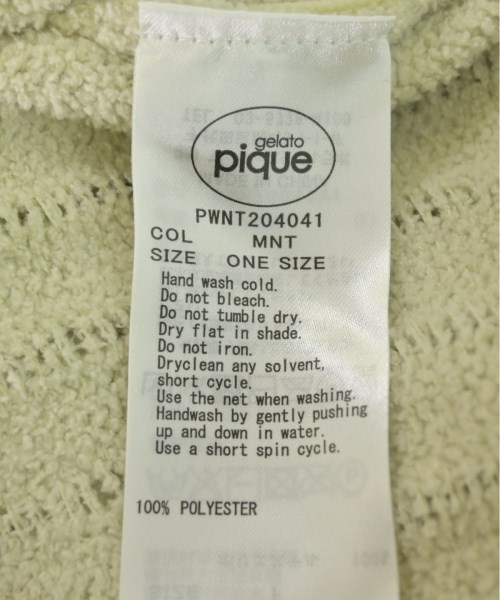 gelato
pique
PWNT204041
COL MNT
SIZE ONE SIZE
Hand wash cold.
Do not bleach.
Do not tumble dry.
Dry flat in shade.
Do not iron.
Dryclean any solvent,
short cycle.
Use the net when washing.
Handwash by gently pushing
up and down in water.
Use a short spin cycle.
100% POLYESTER